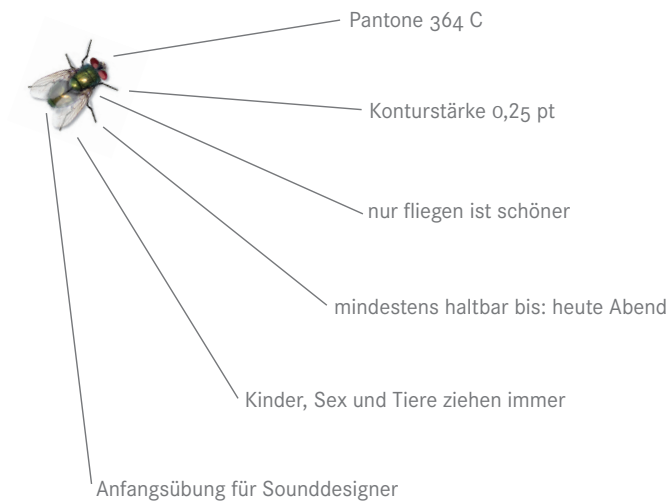 Pantone 364 C
Konturstärke 0,25 pt
nur fliegen ist schöner
mindestens haltbar bis: heute Abend
Kinder, Sex und Tiere ziehen immer
Anfangsübung für Sounddesigner